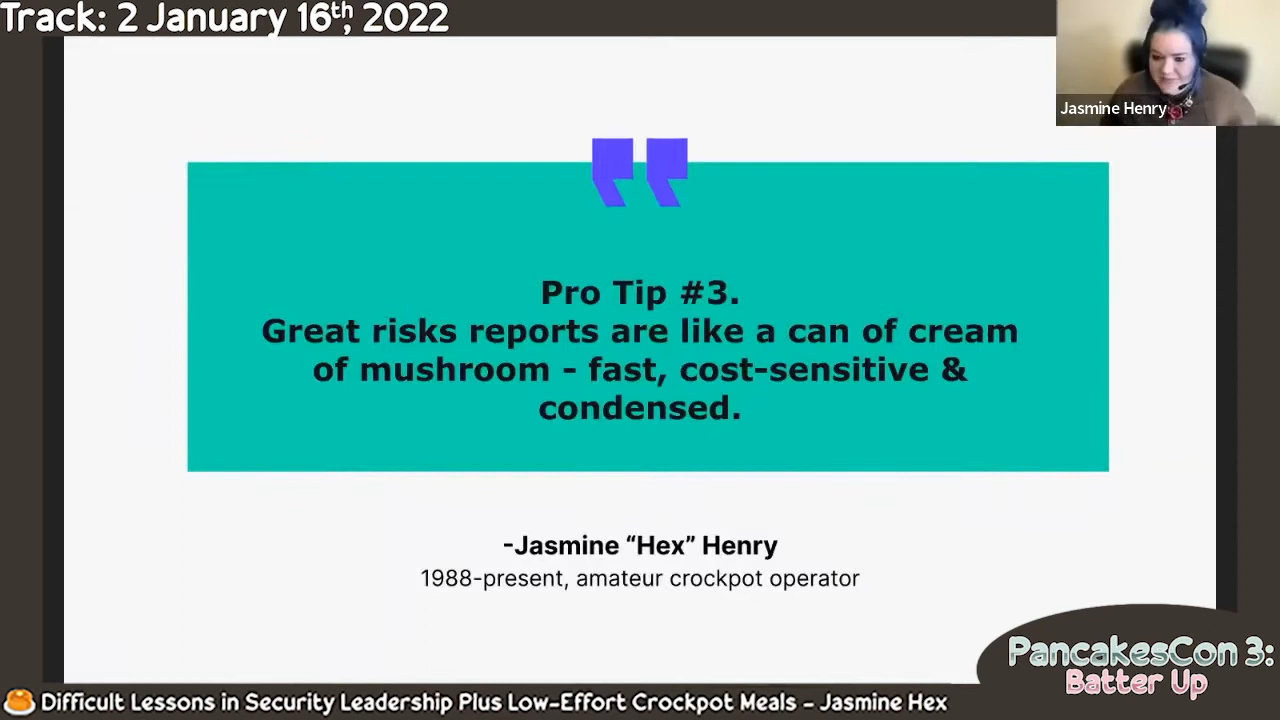 Track: 2 January 16th, 2022
Jasmine Henry
Pro Tip #3.
Great risks reports are like a can of cream
of mushroom - fast, cost-sensitive &
condensed.
-Jasmine “Hex” Henry
1988-present, amateur crockpot operator
PancakesCon 3:
Batter Up
Difficult Lessons in Security Leadership Plus Low-Effort Crockpot Meals - Jasmine Hex